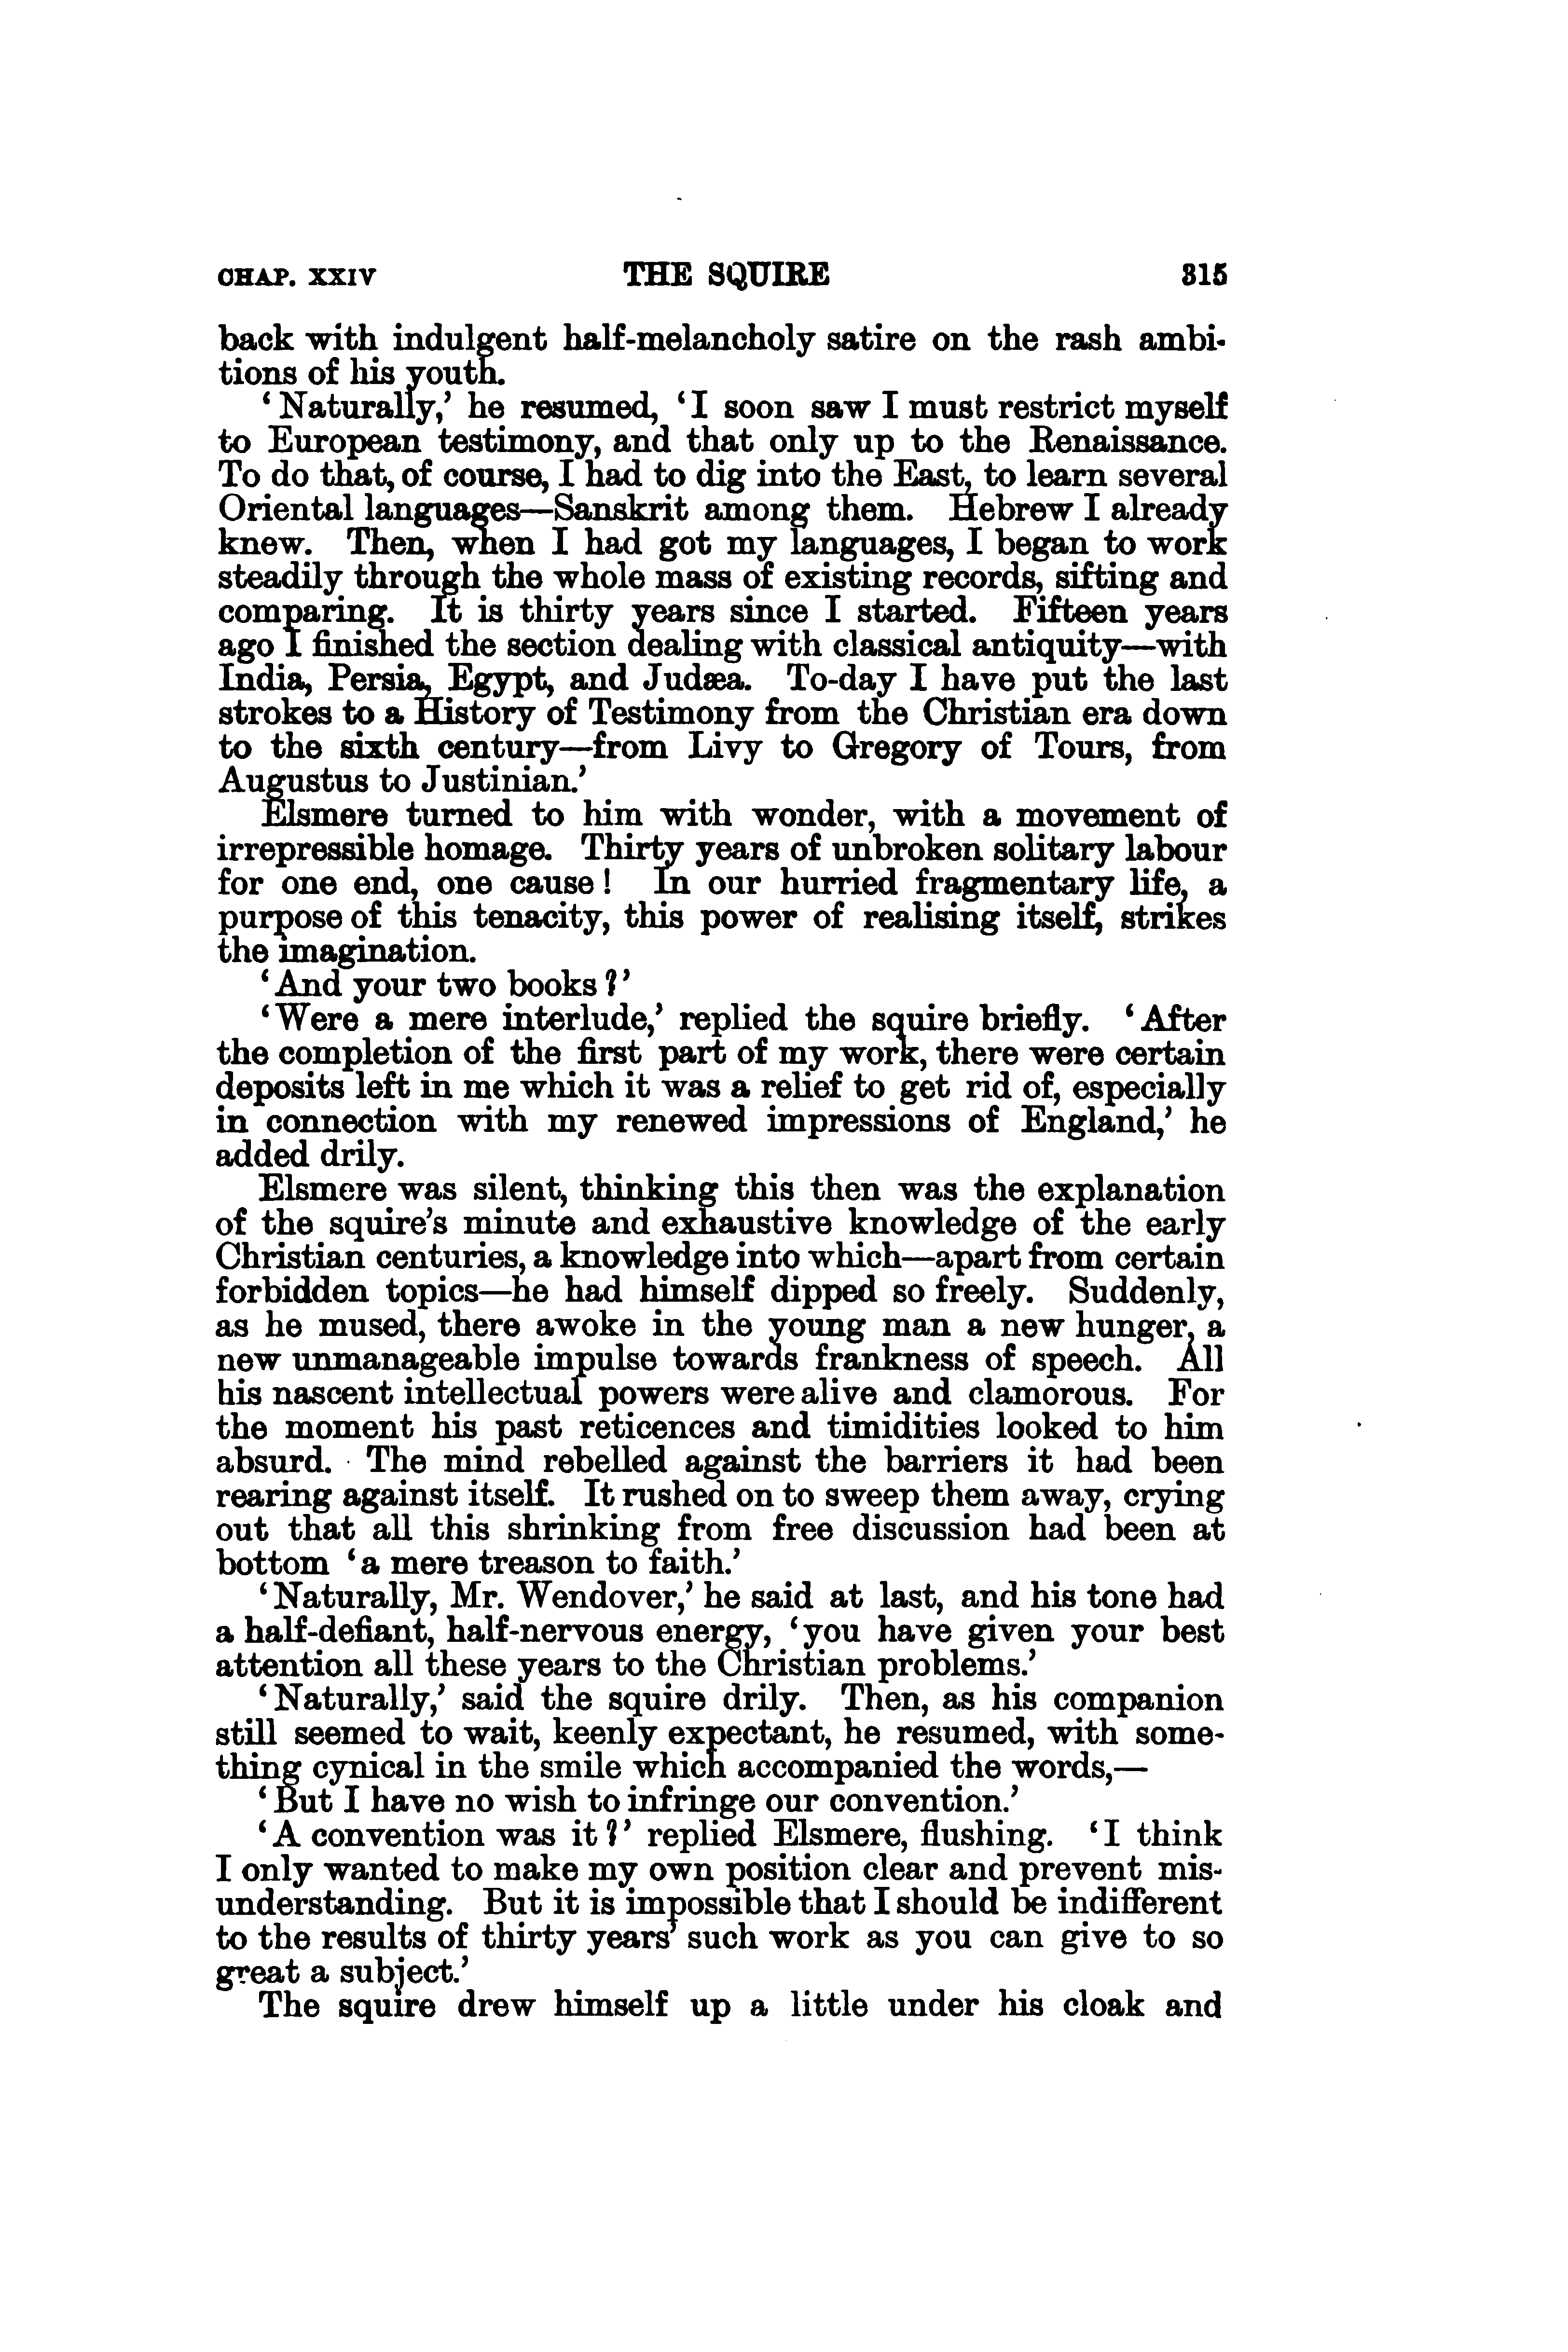 CHAP. XXIV THE SQUIRE 315
back with indulgent half-melancholy satire on the rash ambi-
tions of his youth.
‘Naturally,’ he resumed, ‘I soon saw I must restrict myself
to European testimony, and that only up to the Renaissance.
To do that, of course, I had to dig into the East, to learn several
Oriental languages—Sanskrit among them. Hebrew I already
knew. Then, when I had got my languages, I began to work
steadily through the whole mass of existing records, sifting and
comparing. It is thirty years since I started. Fifteen years
ago I finished the section dealing with classical antiquity—with
India, Persia, Egypt, and Judæa. To-day I have put the last
strokes to a History of Testimony from the Christian era down
to the sixth century—from Livy to Gregory of Tours, from
Augustus to Justinian.’
Elsmere turned to him with wonder, with a movement of
irrepressible homage. Thirty years of unbroken solitary labour
for one end, one cause! In our hurried fragmentary life, a
purpose of this tenacity, this power of realising itself, strikes
the imagination.
‘And your two books?’
‘Were a mere interlude,’ replied the squire briefly. ‘After
the completion of the first part of my work, there were certain
deposits left in me which it was a relief to get rid of, especially
in connection with my renewed impressions of England,’ he
added drily.
Elsmere was silent, thinking this then was the explanation
of the squire’s minute and exhaustive knowledge of the early
Christian centuries, a knowledge into which—apart from certain
forbidden topics—he had himself dipped so freely. Suddenly,
as he mused, there awoke in the young man a new hunger, a
new unmanageable impulse towards frankness of speech. All
his nascent intellectual powers were alive and clamorous. For
the moment his past reticences and timidities looked to him
absurd. The mind rebelled against the barriers it had been
rearing against itself. It rushed on to sweep them away, crying
out that all this shrinking from free discussion had been at
bottom ‘a mere treason to faith.’
‘Naturally, Mr. Wendover,’ he said at last, and his tone had
a half-defiant, half-nervous energy, ‘you have given your best
attention all these years to the Christian problems.’
‘Naturally,’ said the squire drily. Then, as his companion
still seemed to wait, keenly expectant, he resumed, with some-
thing cynical in the smile which accompanied the words,—
‘But I have no wish to infringe our convention.’
‘A convention was it?’ replied Elsmere, flushing. ‘I think
I only wanted to make my own position clear and prevent mis-
understanding. But it is impossible that I should be indifferent
to the results of thirty years’ such work as you can give to so
great a subject.’
The squire drew himself up a little under his cloak and